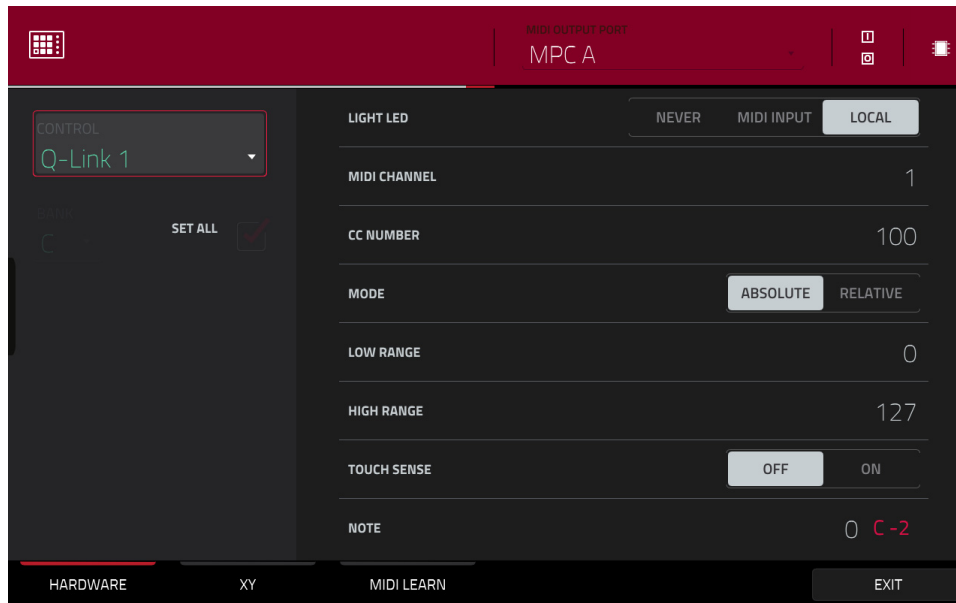 MIDI OUTPUT PORT
MPC A
CONTROL
Q-Link 1
BANK
C
SET ALL
LIGHT LED
NEVER MIDI INPUT LOCAL
MIDI CHANNEL 1
CC NUMBER 100
MODE
ABSOLUTE RELATIVE
LOW RANGE 0
HIGH RANGE 127
TOUCH SENSE
OFF ON
NOTE 0 C -2
HARDWARE XY MIDI LEARN EXIT